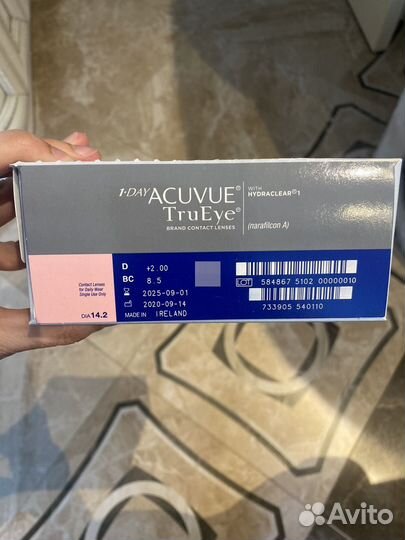 1·DAY ACUVUE® TruEye®
BRAND CONTACT LENSES
WITH
HYDRACLEAR®1
(narafilcon A)
Contact Lenses
for Daily Wear
Single Use Only
DIA 14.2
D +2.00
BC 8.5
2025-09-01
2020-09-14
MADE IN IRELAND
LOT 584867 5102 00000010
733905 540110
Avito